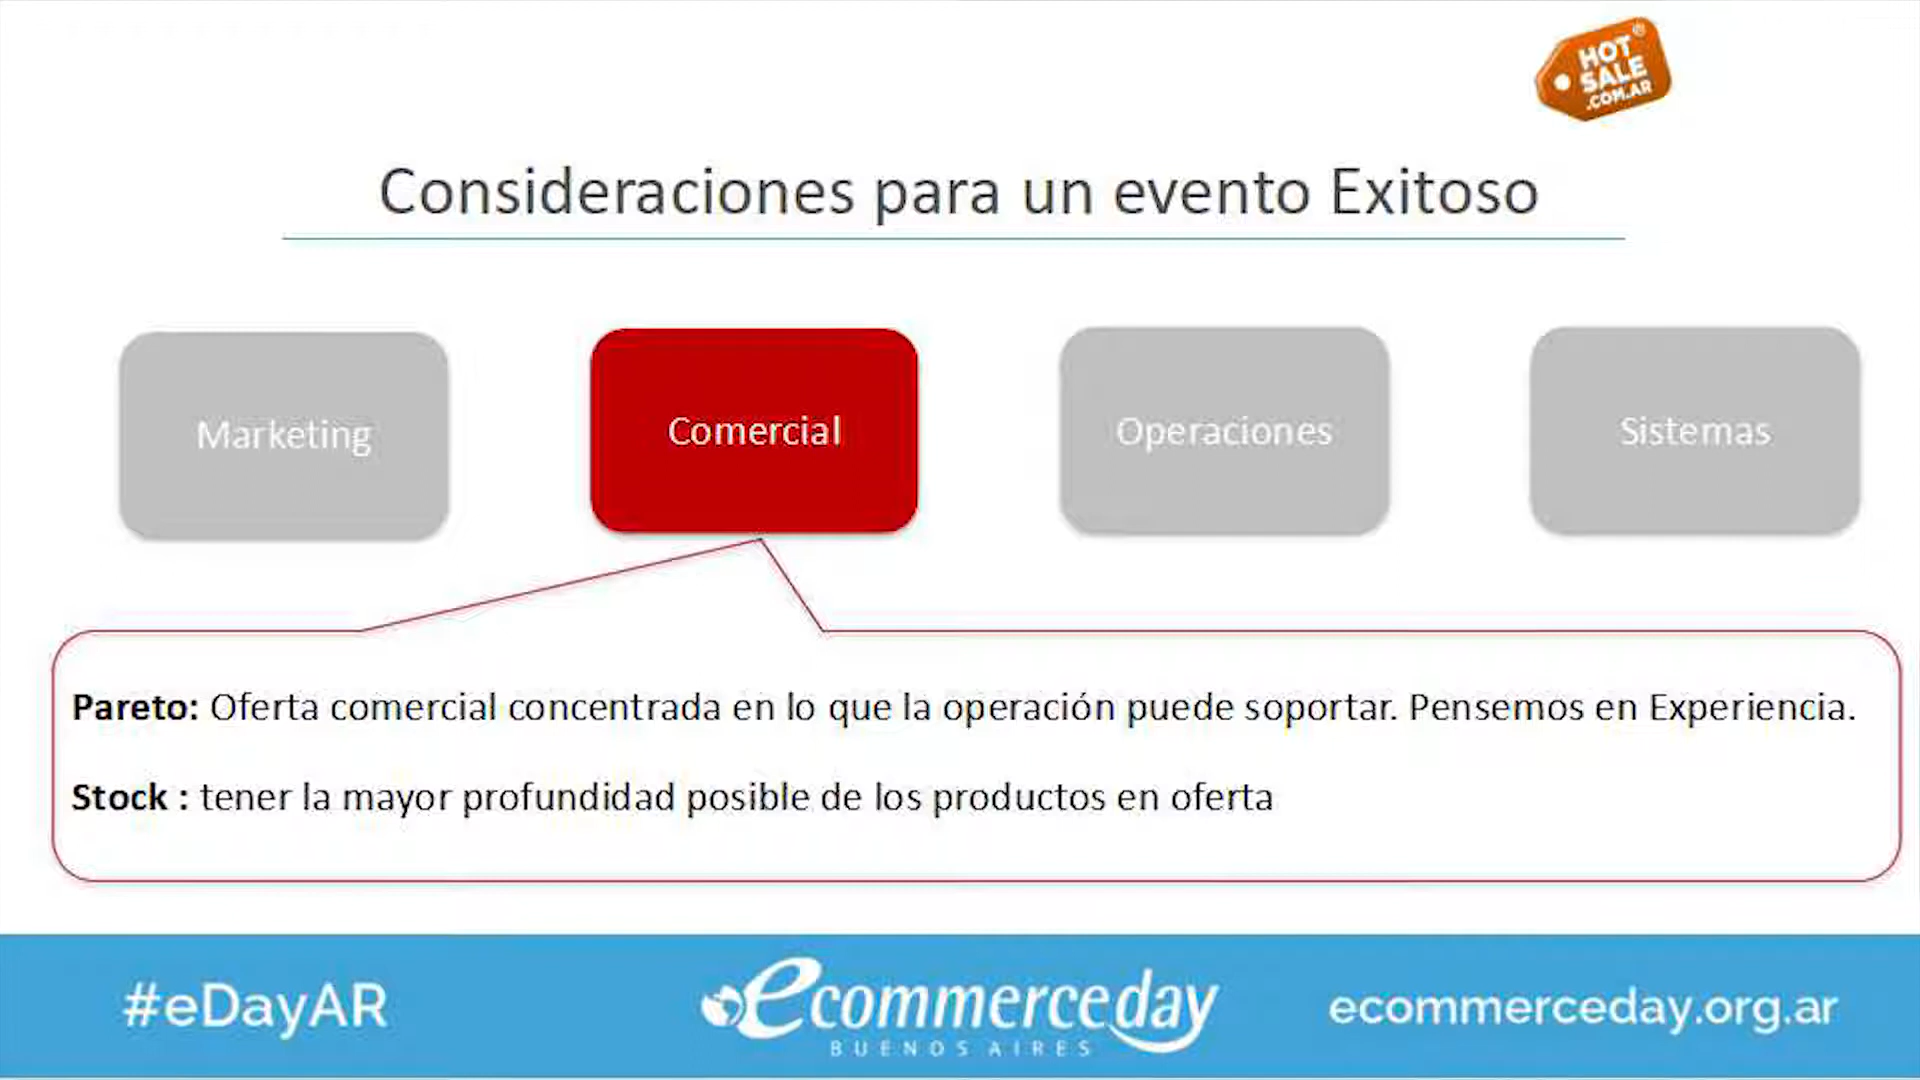 HOT
SALE
.COM.AR
Consideraciones para un evento Exitoso
Marketing
Comercial
Operaciones
Sistemas
Pareto: Oferta comercial concentrada en lo que la operación puede soportar. Pensemos en Experiencia.
Stock : tener la mayor profundidad posible de los productos en oferta
#eDayAR
ecommerceday
BUENOS AIRES
ecommerceday.org.ar